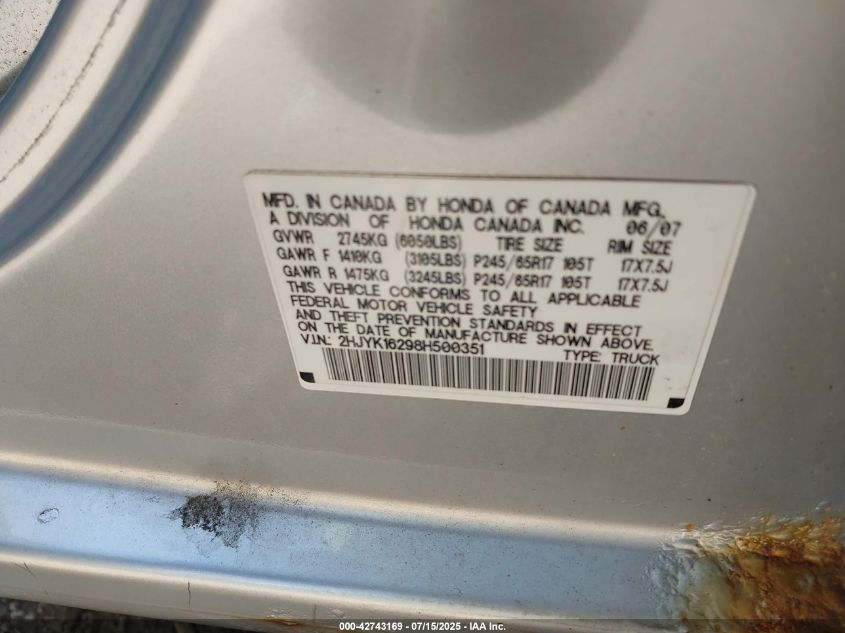 MFD. IN CANADA BY HONDA OF CANADA MFG.
A DIVISION OF HONDA CANADA INC. 06/07
GVWR 2745KG (6050LBS) TIRE SIZE RIM SIZE
GAWR F 1410KG (3105LBS) P245/65R17 105T 17X7.5J
GAWR R 1475KG (3245LBS) P245/65R17 105T 17X7.5J
THIS VEHICLE CONFORMS TO ALL APPLICABLE
FEDERAL MOTOR VEHICLE SAFETY
AND THEFT PREVENTION STANDARDS IN EFFECT
ON THE DATE OF MANUFACTURE SHOWN ABOVE.
V.I.N.: 2HJYK16298H500351
TYPE: TRUCK
000-42743169 - 07/15/2025 - IAA Inc.